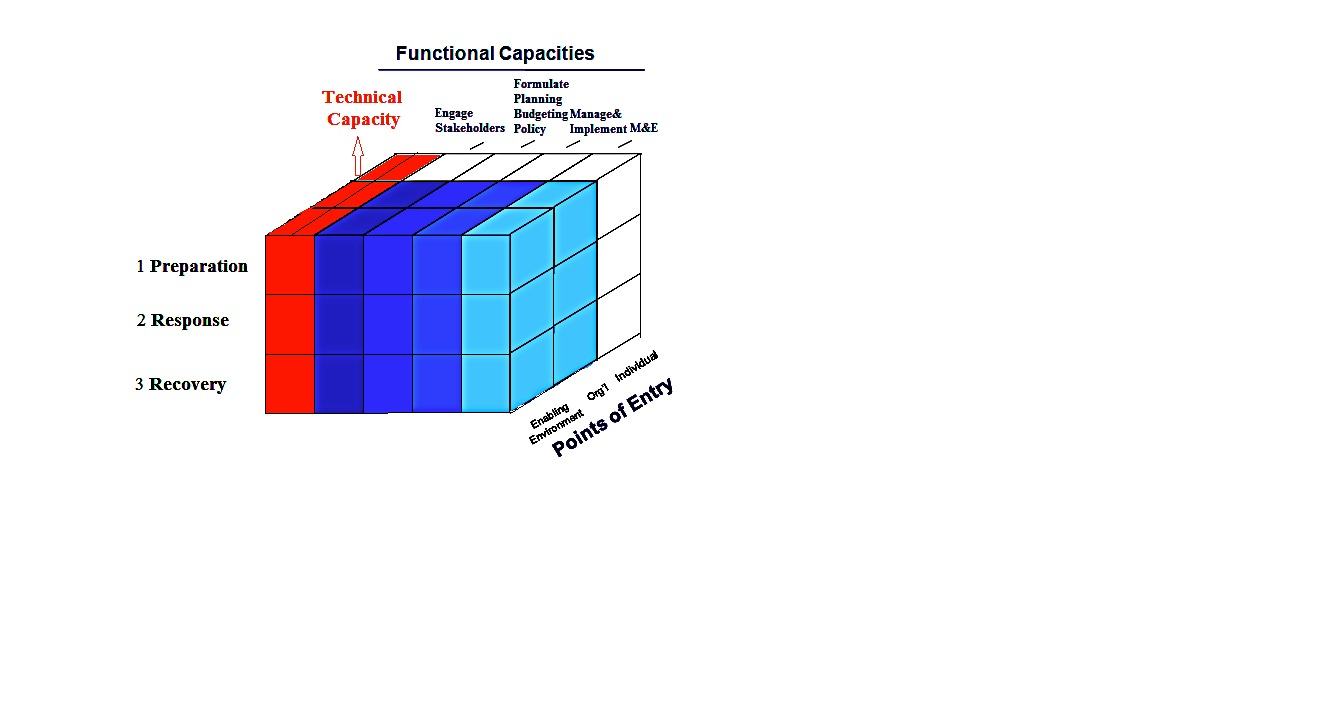 Functional Capacities
Technical
Capacity
Engage
Stakeholders
Formulate
Planning
Budgeting
Policy
Manage&
Implement
M&E
1 Preparation
2 Response
3 Recovery
Enabling
Environment
Org'l
Individual
Points of Entry